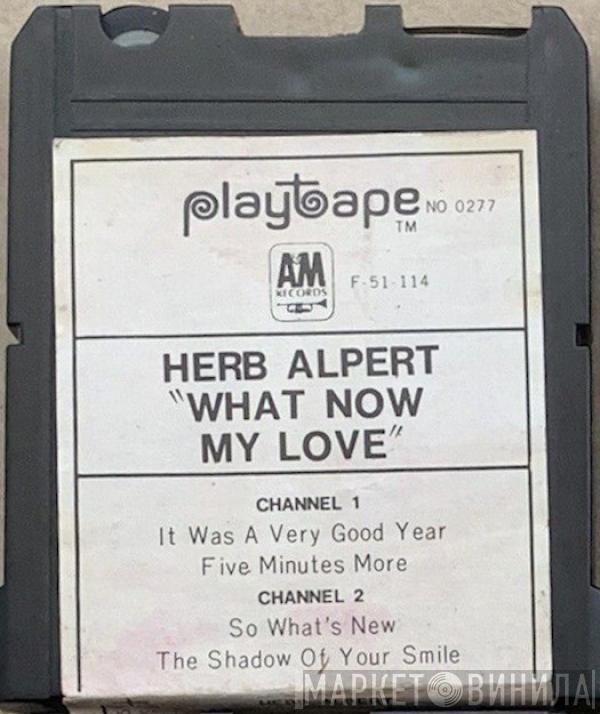 playtape NO 0277
TM
A&M
RECORDS
F-51-114
HERB ALPERT
"WHAT NOW
MY LOVE"
CHANNEL 1
It Was A Very Good Year
Five Minutes More
CHANNEL 2
So What's New
The Shadow Of Your Smile
МАРКЕТ ВИНИЛА